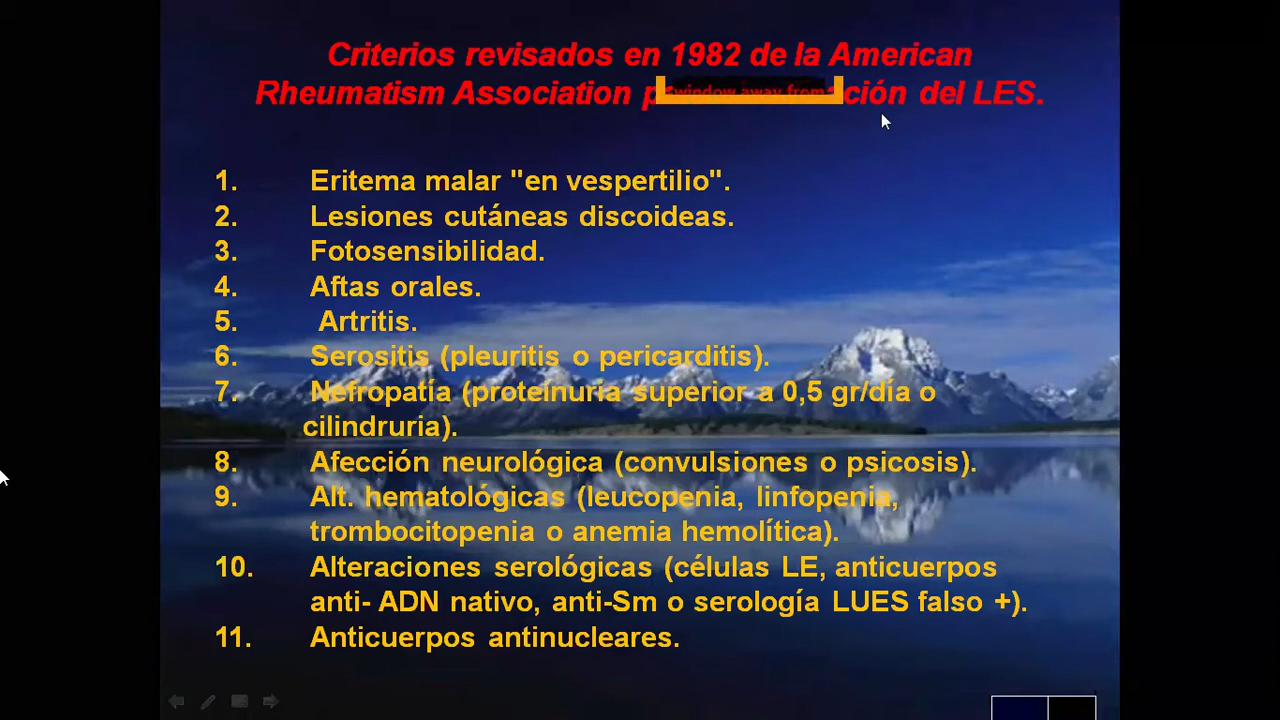 Criterios revisados en 1982 de la American
Rheumatism Association ción del LES.
window away from
1. Eritema malar "en vespertilio".
2. Lesiones cutáneas discoideas.
3. Fotosensibilidad.
4. Aftas orales.
5. Artritis.
6. Serositis (pleuritis o pericarditis).
7. Nefropatía (proteinuria superior a 0,5 gr/día o
cilindruria).
8. Afección neurológica (convulsiones o psicosis).
9. Alt. hematológicas (leucopenia, linfopenia,
trombocitopenia o anemia hemolítica).
10. Alteraciones serológicas (células LE, anticuerpos
anti- ADN nativo, anti-Sm o serología LUES falso +).
11. Anticuerpos antinucleares.